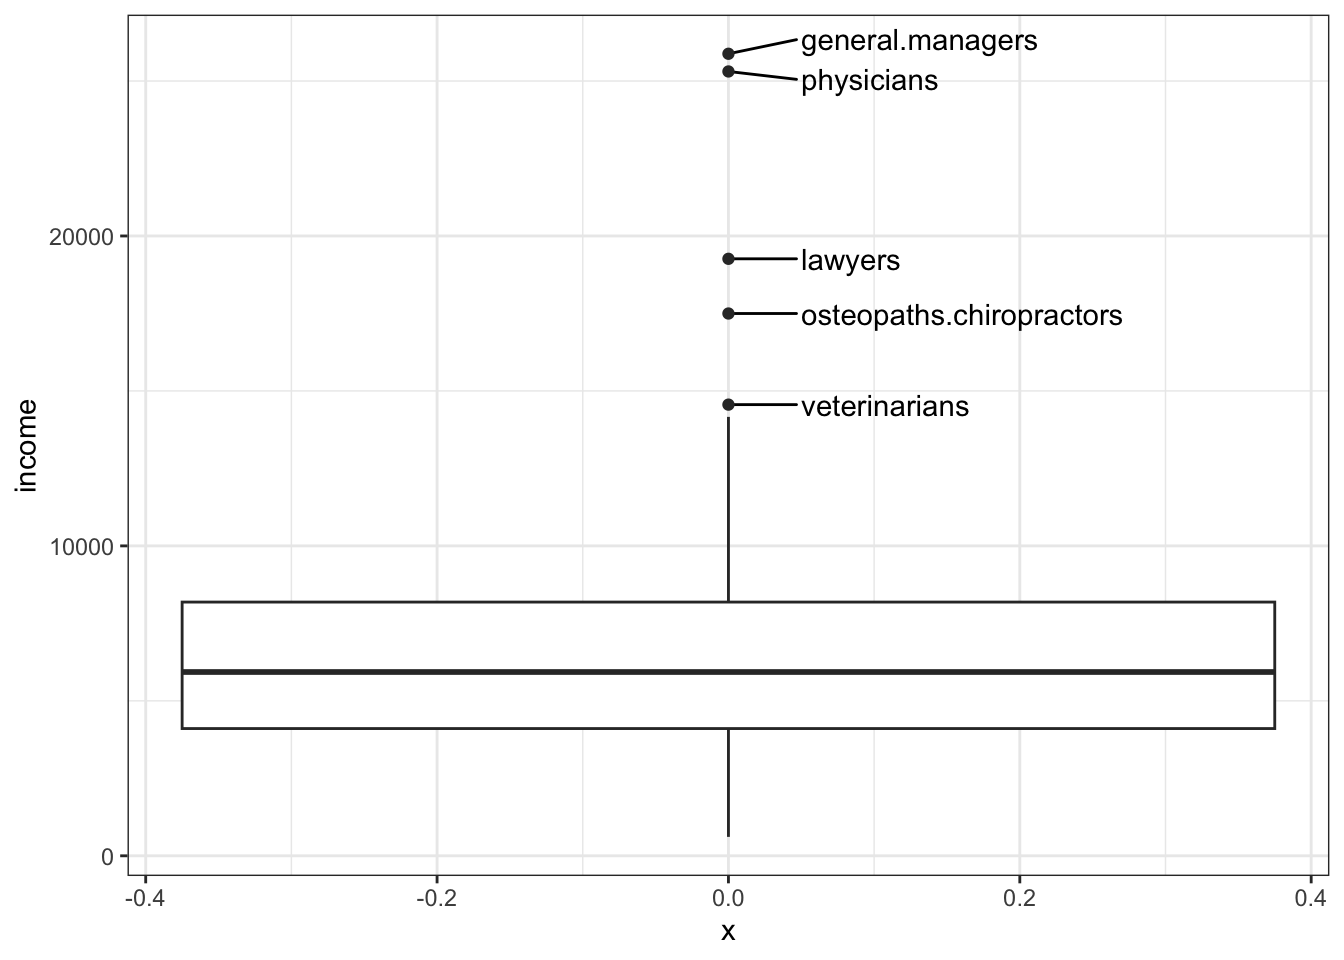 general.managers
physicians
20000
lawyers
osteopaths.chiropractors
veterinarians
income
10000
0
-0.4 -0.2 0.0 0.2 0.4
x